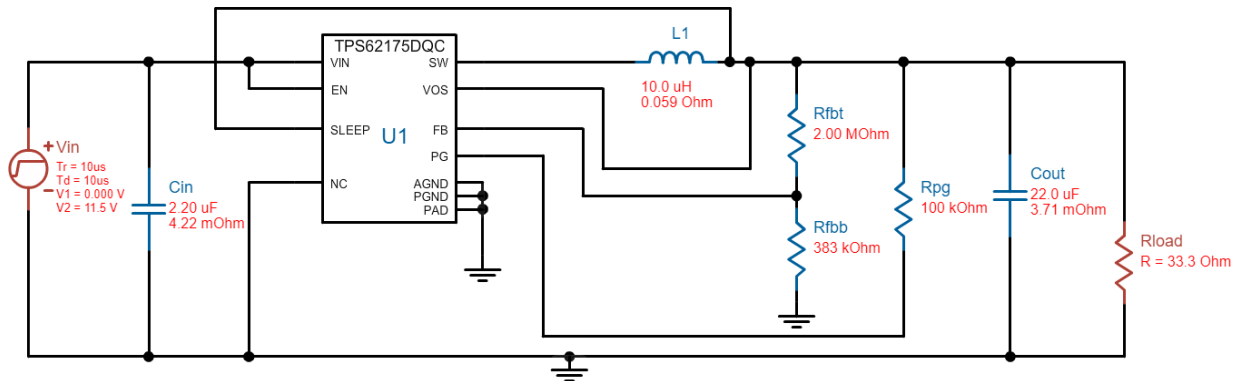 TPS62175DQC
VIN
EN
SLEEP
NC
U1
SW
VOS
FB
PG
AGND
PGND
PAD
L1
10.0 uH
0.059 Ohm
+ Vin
Tr = 10us
Td = 10us
V1 = 0.000 V
V2 = 11.5 V
Cin
2.20 uF
4.22 mOhm
Rfbt
2.00 MOhm
Rfbb
383 kOhm
Rpg
100 kOhm
Cout
22.0 uF
3.71 mOhm
Rload
R = 33.3 Ohm